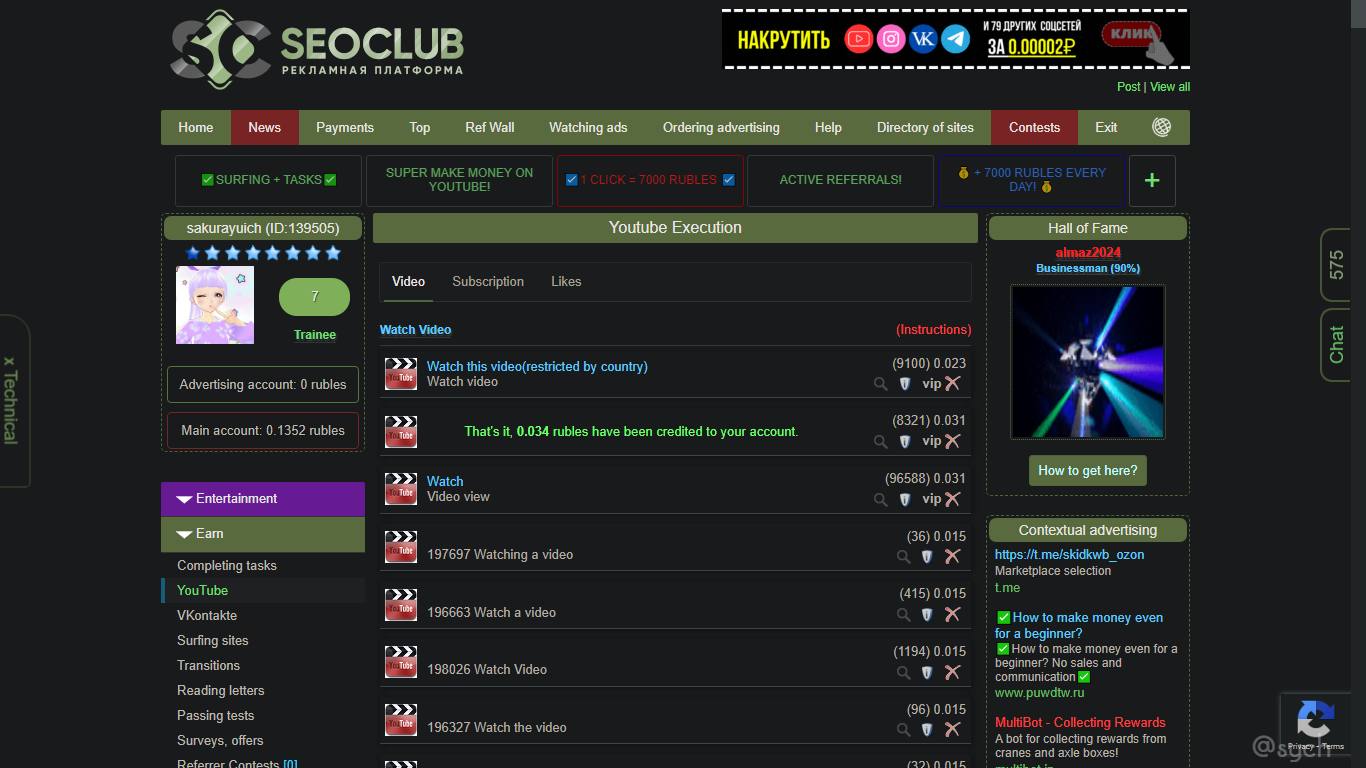 SEOCLUB
РЕКЛАМНАЯ ПЛАТФОРМА
НАКРУТИТЬ
И 79 ДРУГИХ СОЦСЕТЕЙ
ЗА 0.00002₽
КЛИК
Post | View all
Home News Payments Top Ref Wall Watching ads Ordering advertising Help Directory of sites Contests Exit
✅SURFING + TASKS✅
SUPER MAKE MONEY ON
YOUTUBE!
☑ 1 CLICK = 7000 RUBLES ☑
ACTIVE REFERRALS!
💰 + 7000 RUBLES EVERY
DAY! 💰
+
sakurayuich (ID:139505)
7
Trainee
Advertising account: 0 rubles
Main account: 0.1352 rubles
x Technical
Entertainment
Earn
Completing tasks
YouTube
VKontakte
Surfing sites
Transitions
Reading letters
Passing tests
Surveys, offers
Referrer Contests [0]
Youtube Execution
Video Subscription Likes
Watch Video (Instructions)
Watch this video(restricted by country) (9100) 0.023
Watch video vip
(8321) 0.031
That's it, 0.034 rubles have been credited to your account.
vip
Watch (96588) 0.031
Video view vip
(36) 0.015
197697 Watching a video
(415) 0.015
196663 Watch a video
(1194) 0.015
198026 Watch Video
(96) 0.015
196327 Watch the video
(32) 0.015
Hall of Fame
almaz2024
Businessman (90%)
How to get here?
Contextual advertising
https://t.me/skidkwb_ozon
Marketplace selection
t.me
✅How to make money even
for a beginner?
✅How to make money even for a
beginner? No sales and
communication✅
www.puwdtw.ru
MultiBot - Collecting Rewards
A bot for collecting rewards from
cranes and axle boxes!
multibot.in
575
Chat
Privacy - Terms